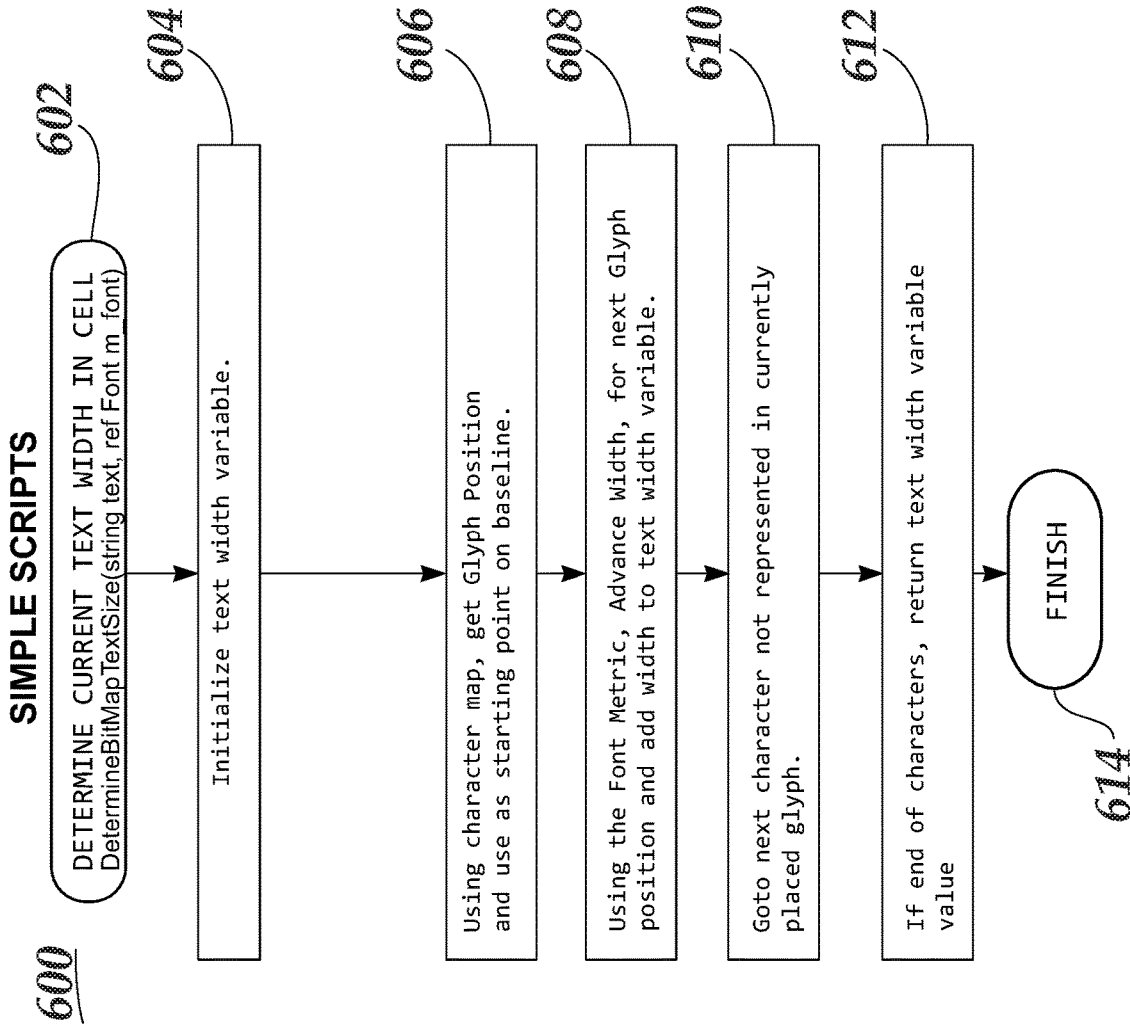 SIMPLE SCRIPTS
600
602
DETERMINE CURRENT TEXT WIDTH IN CELL
DetermineBitMapTextSize(string text, ref Font m_font)
604
Initialize text width variable.
606
Using character map, get Glyph Position
and use as starting point on baseline.
608
Using the Font Metric, Advance Width, for next Glyph
position and add width to text width variable.
610
Goto next character not represented in currently
placed glyph.
612
If end of characters, return text width variable
value
FINISH
614